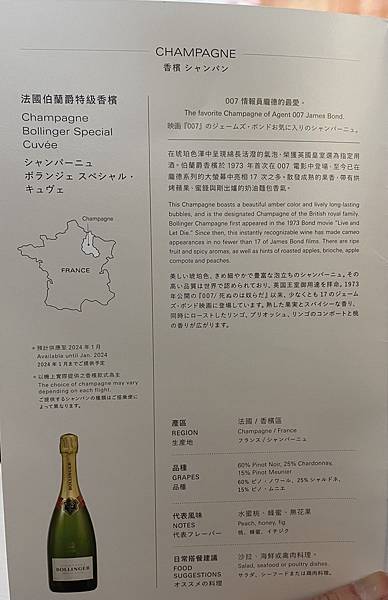 CHAMPAGNE
香檳 シャンパン
法國伯蘭爵特級香檳
Champagne
Bollinger Special
Cuvée
シャンパーニュ
ボランジェ スペシャル・
キュヴェ
Champagne
FRANCE
*預計供應至 2024 年 1 月
Available until Jan. 2024
2024 年 1 月までご提供予定
*以機上實際提供之香檳款式為主
The choice of champagne may vary
depending on each flight.
ご提供するシャンパンの種類はご搭乗便に
よって異なります。
BOLLINGER
007 情報員龐德的最愛。
The favorite Champagne of Agent 007 James Bond.
映画『007』のジェームズ・ボンドお気に入りのシャンパーニュ。
在琥珀色澤中呈現綿長活潑的氣泡,榮獲英國皇室選為指定用
酒。伯蘭爵香檳於 1973 年首次在 007 電影中登場,至今已在
龐德系列的大螢幕中亮相 17 次之多。散發成熟的果香,帶有烘
烤蘋果、蜜餞與剛出爐的奶油麵包香氣。
This Champagne boasts a beautiful amber color and lively long-lasting
bubbles, and is the designated Champagne of the British royal family.
Bollinger Champagne first appeared in the 1973 Bond movie "Live and
Let Die." Since then, this instantly recognizable wine has made cameo
appearances in no fewer than 17 of James Bond films. There are ripe
fruit and spicy aromas, as well as hints of roasted apples, brioche, apple
compote and peaches.
美しい琥珀色、きめ細やかで豊富な泡立ちのシャンパーニュ。その
高い品質は世界で認められており、英国王室御用達を拝命。1973
年公開の『007/ 死ぬのは奴らだ』以来、少なくとも 17 のジェーム
ズ・ボンド映画に登場しています。熟した果実とスパイシーな香り、
同時にローストしたリンゴ、ブリオッシュ、リンゴのコンポートと桃
の香りが広がります。
產區
REGION
生産地
法國 / 香檳區
Champagne / France
フランス / シャンパーニュ
品種
GRAPES
品種
60% Pinot Noir, 25% Chardonnay,
15% Pinot Meunier
60% ピノ・ノワール、25% シャルドネ、
15% ピノ・ムニエ
代表風味
NOTES
代表フレーバー
水蜜桃、蜂蜜、無花果
Peach, honey, fig
桃、蜂蜜、イチジク
日常搭餐建議
FOOD
SUGGESTIONS
オススメの料理
沙拉、海鮮或禽肉料理。
Salad, seafood or poultry dishes.
サラダ、シーフードまたは鶏肉料理。